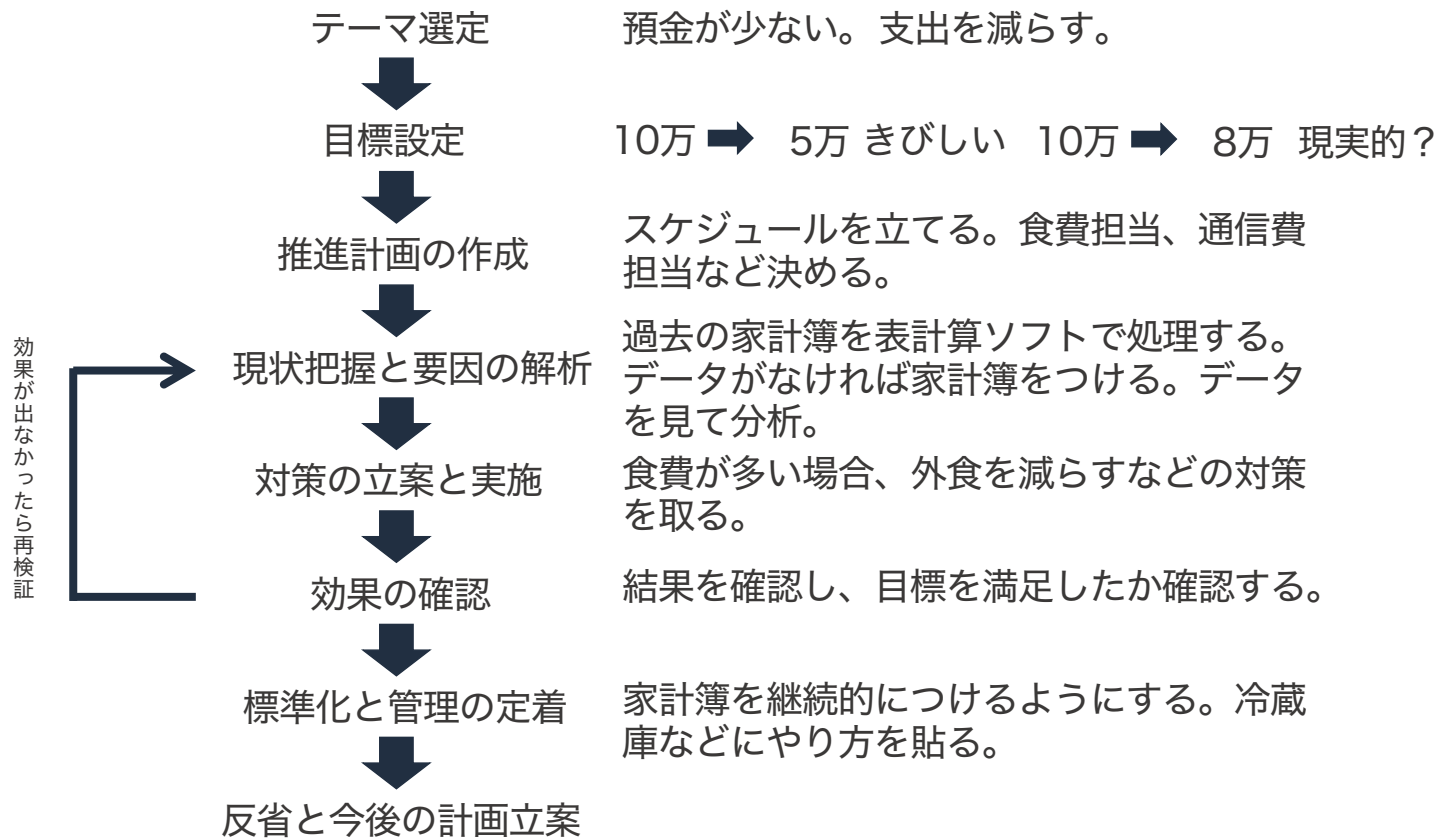 テーマ選定
預金が少ない。支出を減らす。
目標設定
10万 5万 きびしい 10万 8万 現実的？
推進計画の作成
スケジュールを立てる。食費担当、通信費
担当など決める。
現状把握と要因の解析
過去の家計簿を表計算ソフトで処理する。
データがなければ家計簿をつける。データ
を見て分析。
対策の立案と実施
食費が多い場合、外食を減らすなどの対策
を取る。
効果の確認
結果を確認し、目標を満足したか確認する。
効果が出なかったら再検証
標準化と管理の定着
家計簿を継続的につけるようにする。冷蔵
庫などにやり方を貼る。
反省と今後の計画立案